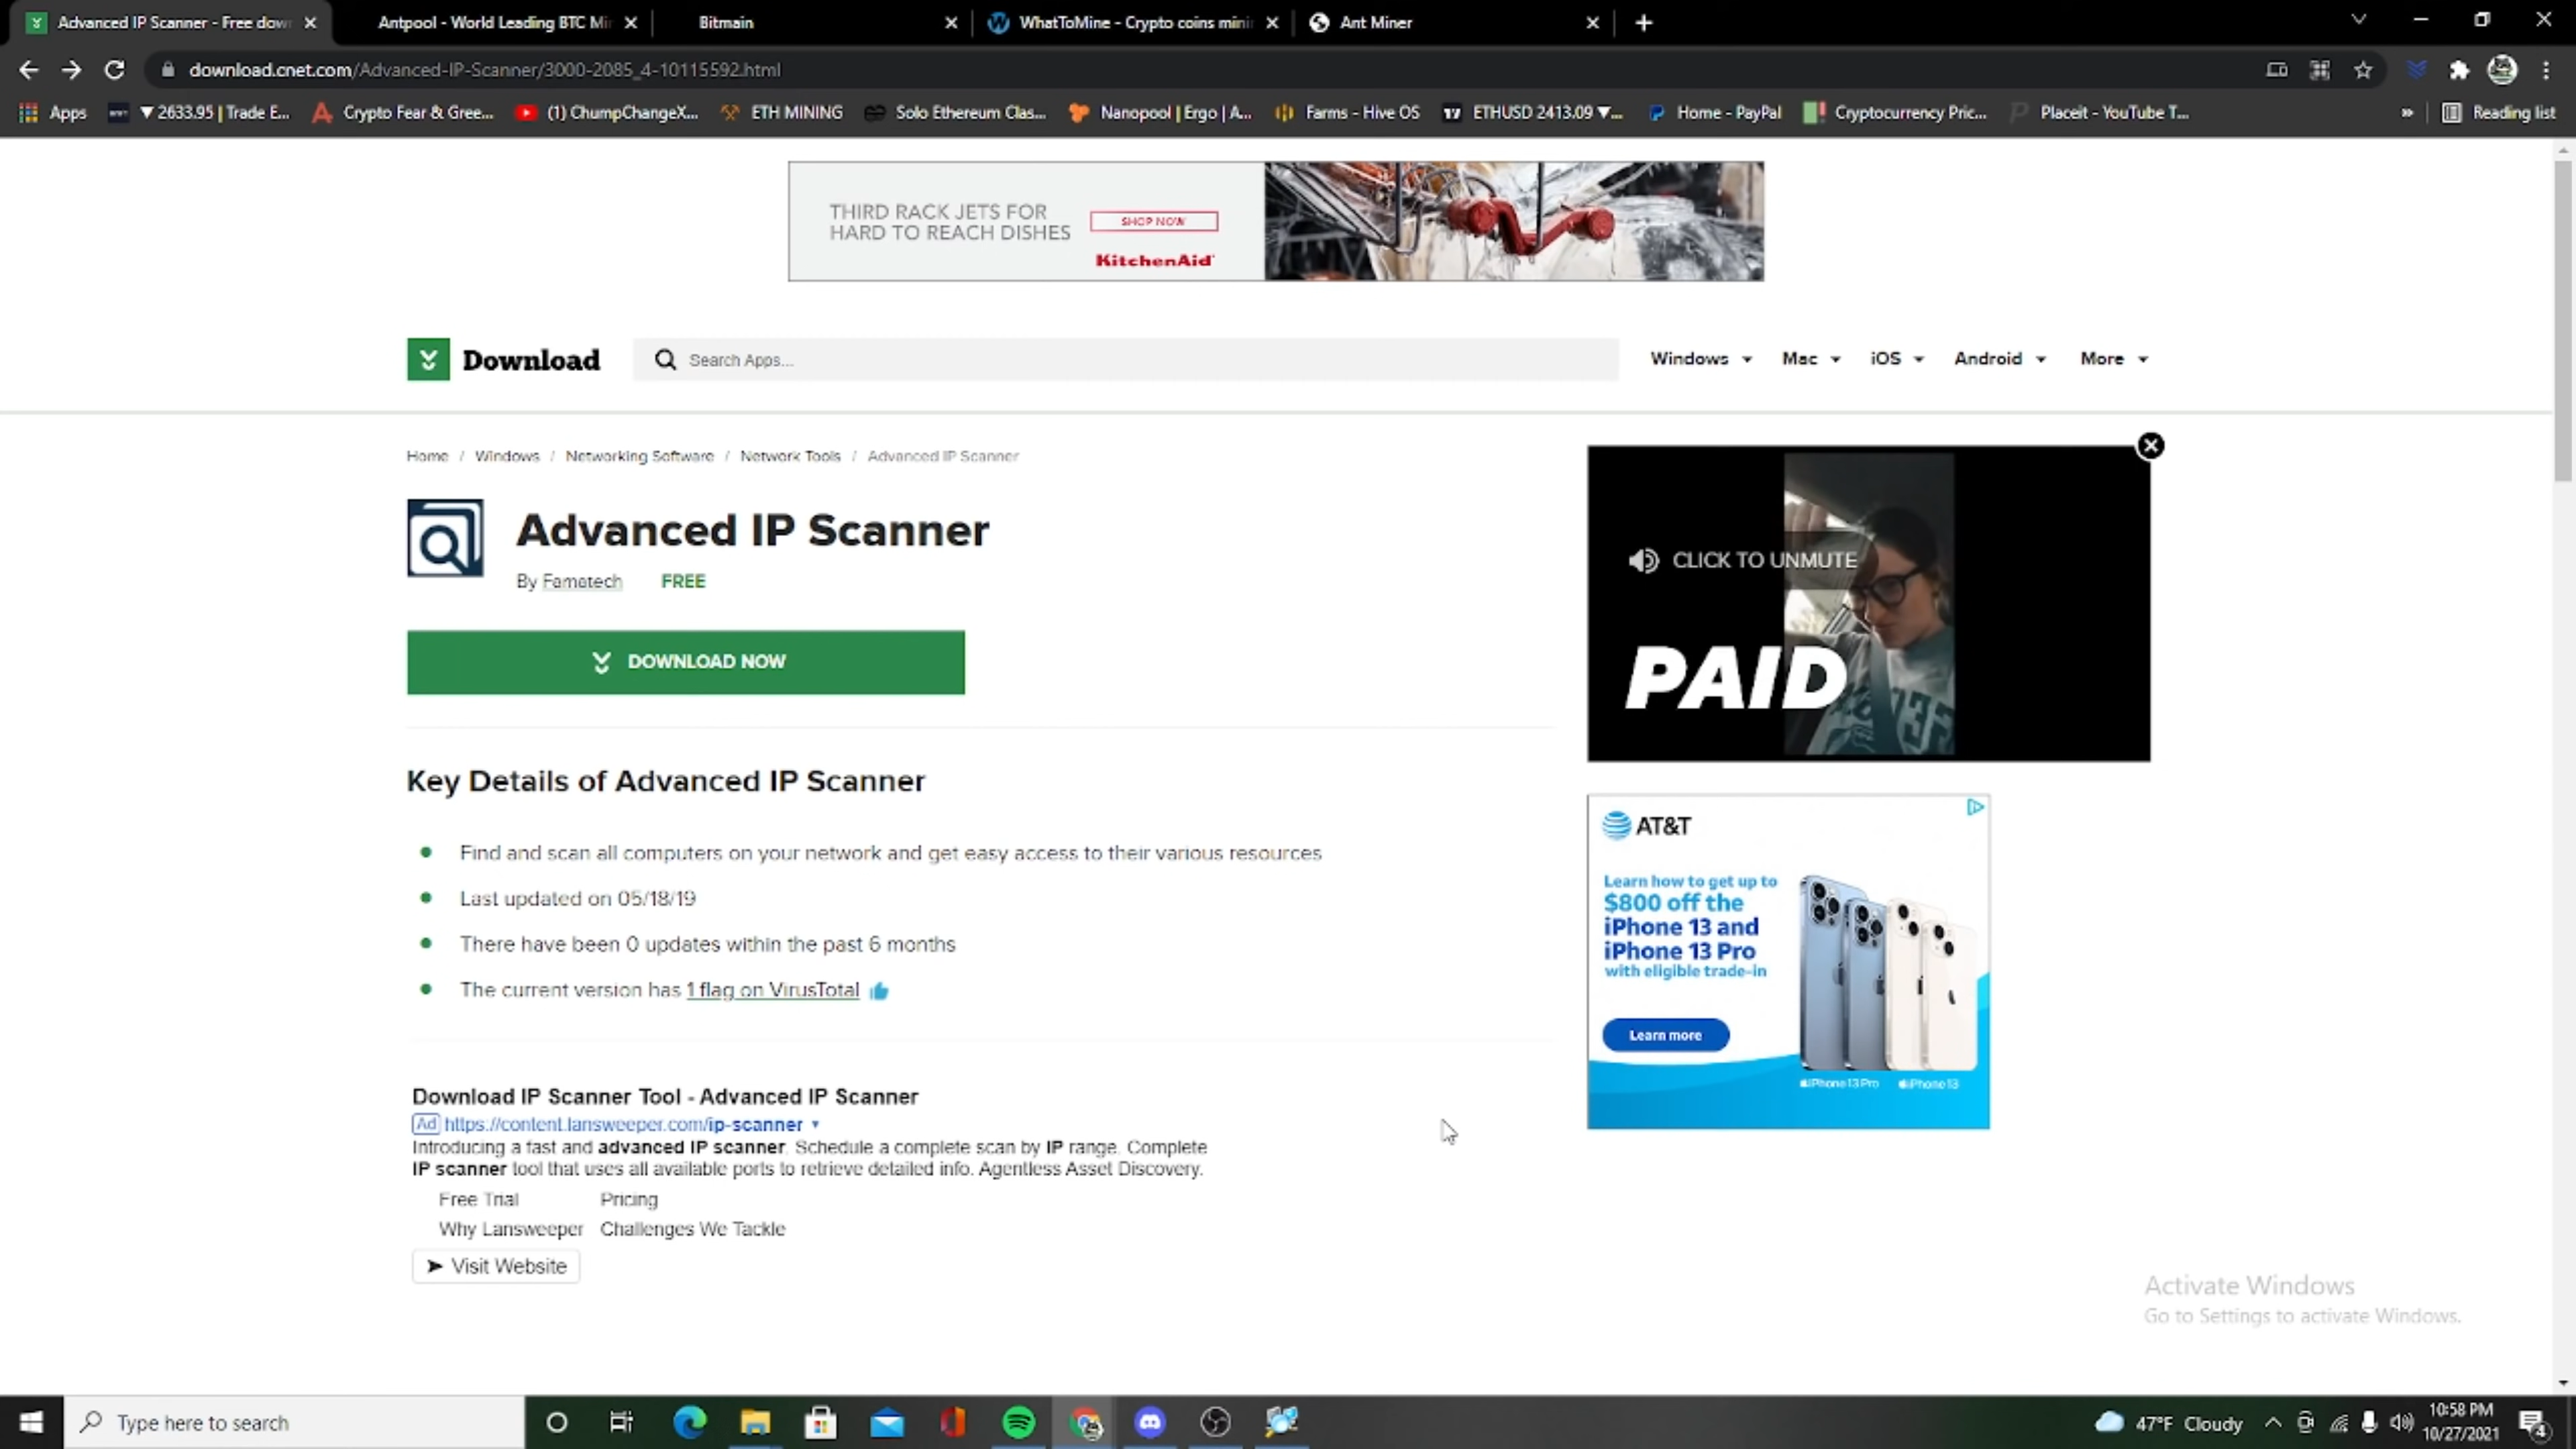 Advanced IP Scanner - Free dow
Antpool - World Leading BTC Mi
Bitmain
WhatToMine - Crypto coins mini
Ant Miner
download.cnet.com/Advanced-IP-Scanner/3000-2085_4-10115592.html
Apps
▼ 2633.95 | Trade E...
Crypto Fear & Gree...
(1) ChumpChangeX...
ETH MINING
Solo Ethereum Clas...
Nanopool | Ergo | A...
Farms - Hive OS
ETHUSD 2413.09 ▼...
Home - PayPal
Cryptocurrency Pric...
Placeit - YouTube T...
»
Reading list
THIRD RACK JETS FOR
HARD TO REACH DISHES
SHOP NOW
KitchenAid
Download
Search Apps...
Windows
Mac
iOS
Android
More
Home / Windows / Networking Software / Network Tools / Advanced IP Scanner
Advanced IP Scanner
By Famatech FREE
DOWNLOAD NOW
CLICK TO UNMUTE
PAID
Key Details of Advanced IP Scanner
Find and scan all computers on your network and get easy access to their various resources
Last updated on 05/18/19
There have been 0 updates within the past 6 months
The current version has 1 flag on VirusTotal
AT&T
Learn how to get up to
$800 off the
iPhone 13 and
iPhone 13 Pro
with eligible trade-in
Learn more
iPhone 13 Pro iPhone 13
Download IP Scanner Tool - Advanced IP Scanner
Ad https://content.lansweeper.com/ip-scanner
Introducing a fast and advanced IP scanner. Schedule a complete scan by IP range. Complete
IP scanner tool that uses all available ports to retrieve detailed info. Agentless Asset Discovery.
Free Trial Pricing
Why Lansweeper Challenges We Tackle
Visit Website
Activate Windows
Go to Settings to activate Windows.
Type here to search
47°F Cloudy
10:58 PM
10/27/2021
4